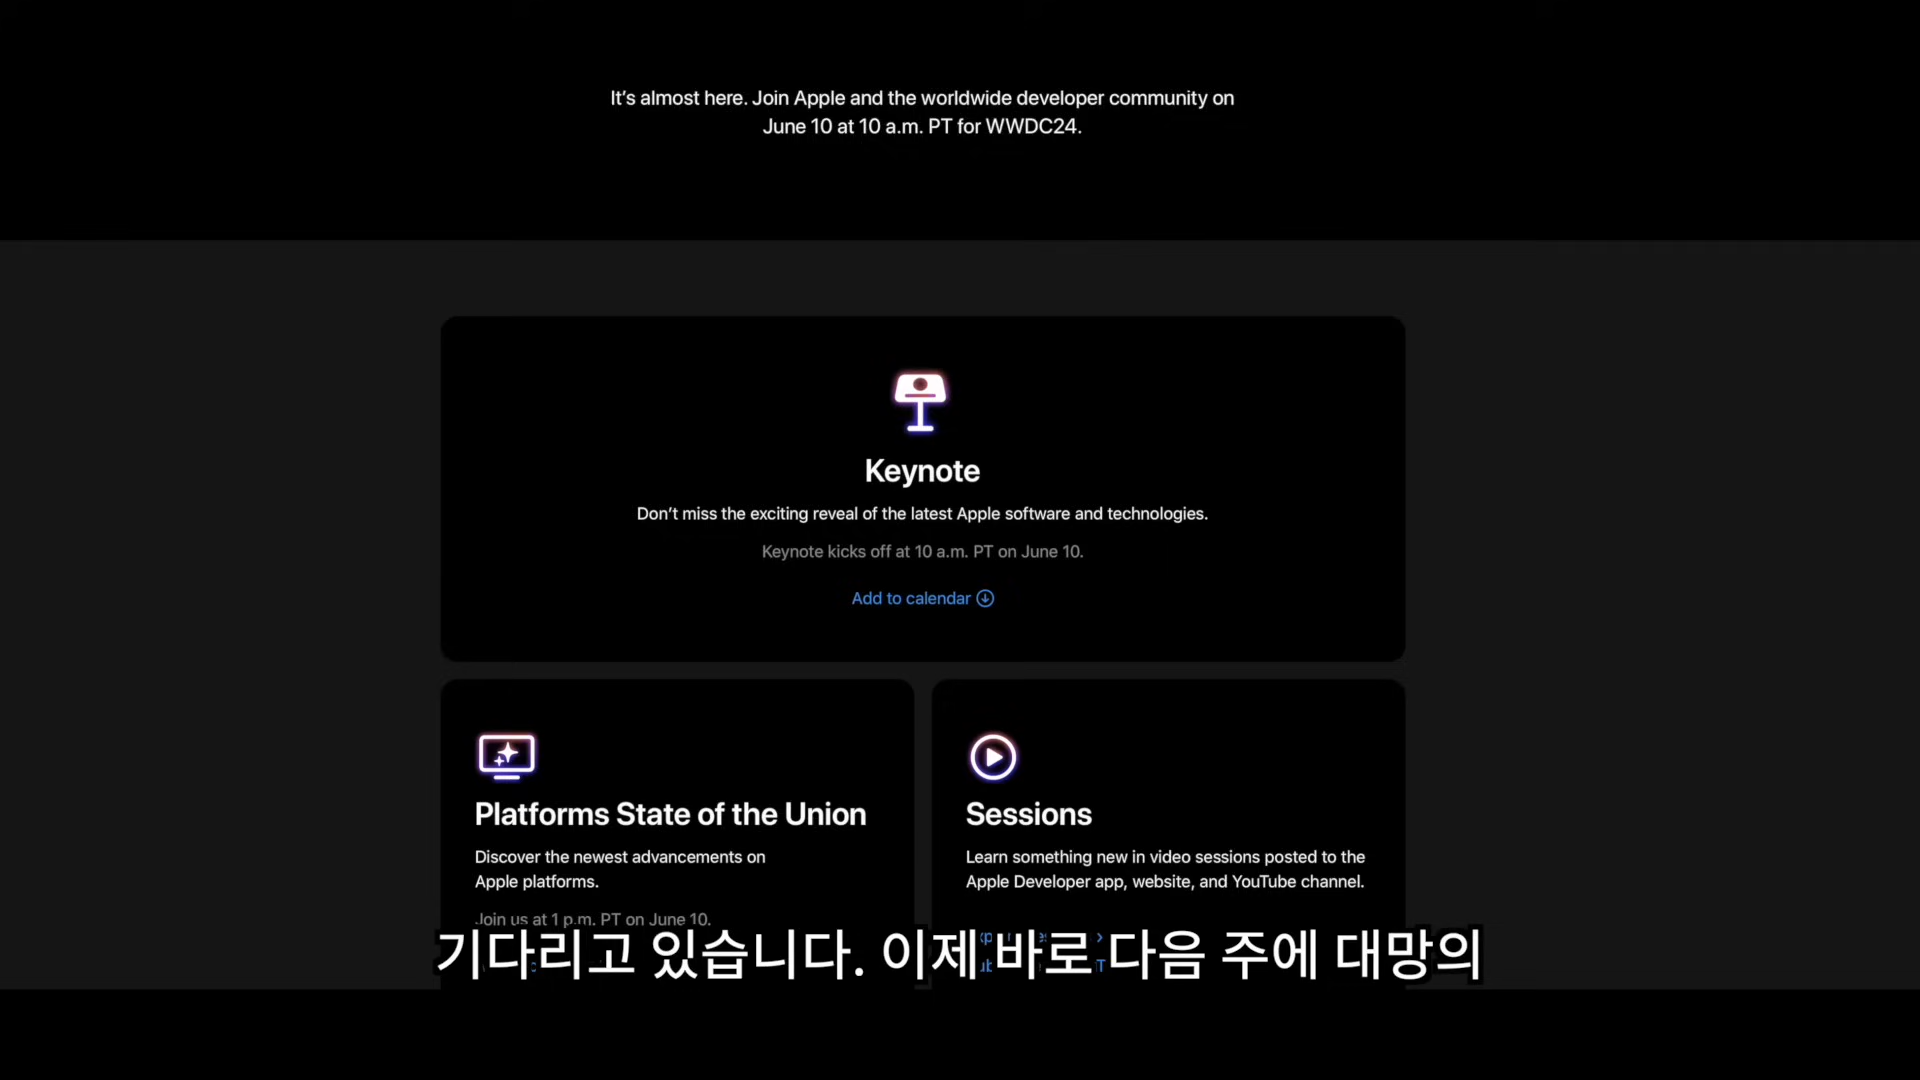 It's almost here. Join Apple and the worldwide developer community on
June 10 at 10 a.m. PT for WWDC24.
Keynote
Don't miss the exciting reveal of the latest Apple software and technologies.
Keynote kicks off at 10 a.m. PT on June 10.
Add to calendar
Platforms State of the Union
Discover the newest advancements on
Apple platforms.
Join us at 1 p.m. PT on June 10.
Sessions
Learn something new in video sessions posted to the
Apple Developer app, website, and YouTube channel.
기다리고 있습니다. 이제 바로 다음 주에 대망의